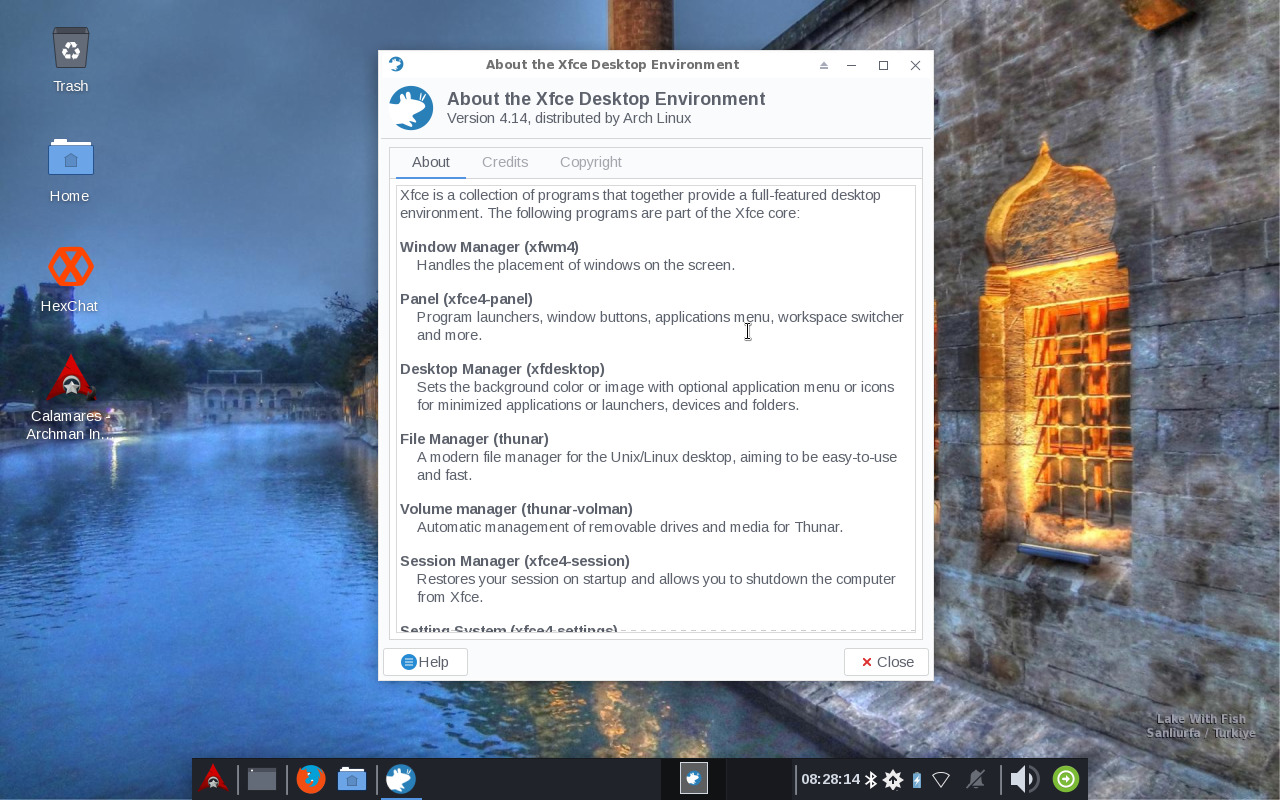 Trash
Home
HexChat
Calamares -
Archman In...
About the Xfce Desktop Environment
About the Xfce Desktop Environment
Version 4.14, distributed by Arch Linux
About
Credits
Copyright
Xfce is a collection of programs that together provide a full-featured desktop
environment. The following programs are part of the Xfce core:
Window Manager (xfwm4)
Handles the placement of windows on the screen.
Panel (xfce4-panel)
Program launchers, window buttons, applications menu, workspace switcher
and more.
Desktop Manager (xfdesktop)
Sets the background color or image with optional application menu or icons
for minimized applications or launchers, devices and folders.
File Manager (thunar)
A modern file manager for the Unix/Linux desktop, aiming to be easy-to-use
and fast.
Volume manager (thunar-volman)
Automatic management of removable drives and media for Thunar.
Session Manager (xfce4-session)
Restores your session on startup and allows you to shutdown the computer
from Xfce.
Setting System (xfce4-settings)
Help
Close
Lake With Fish
Sanliurfa / Turkiye
08:28:14